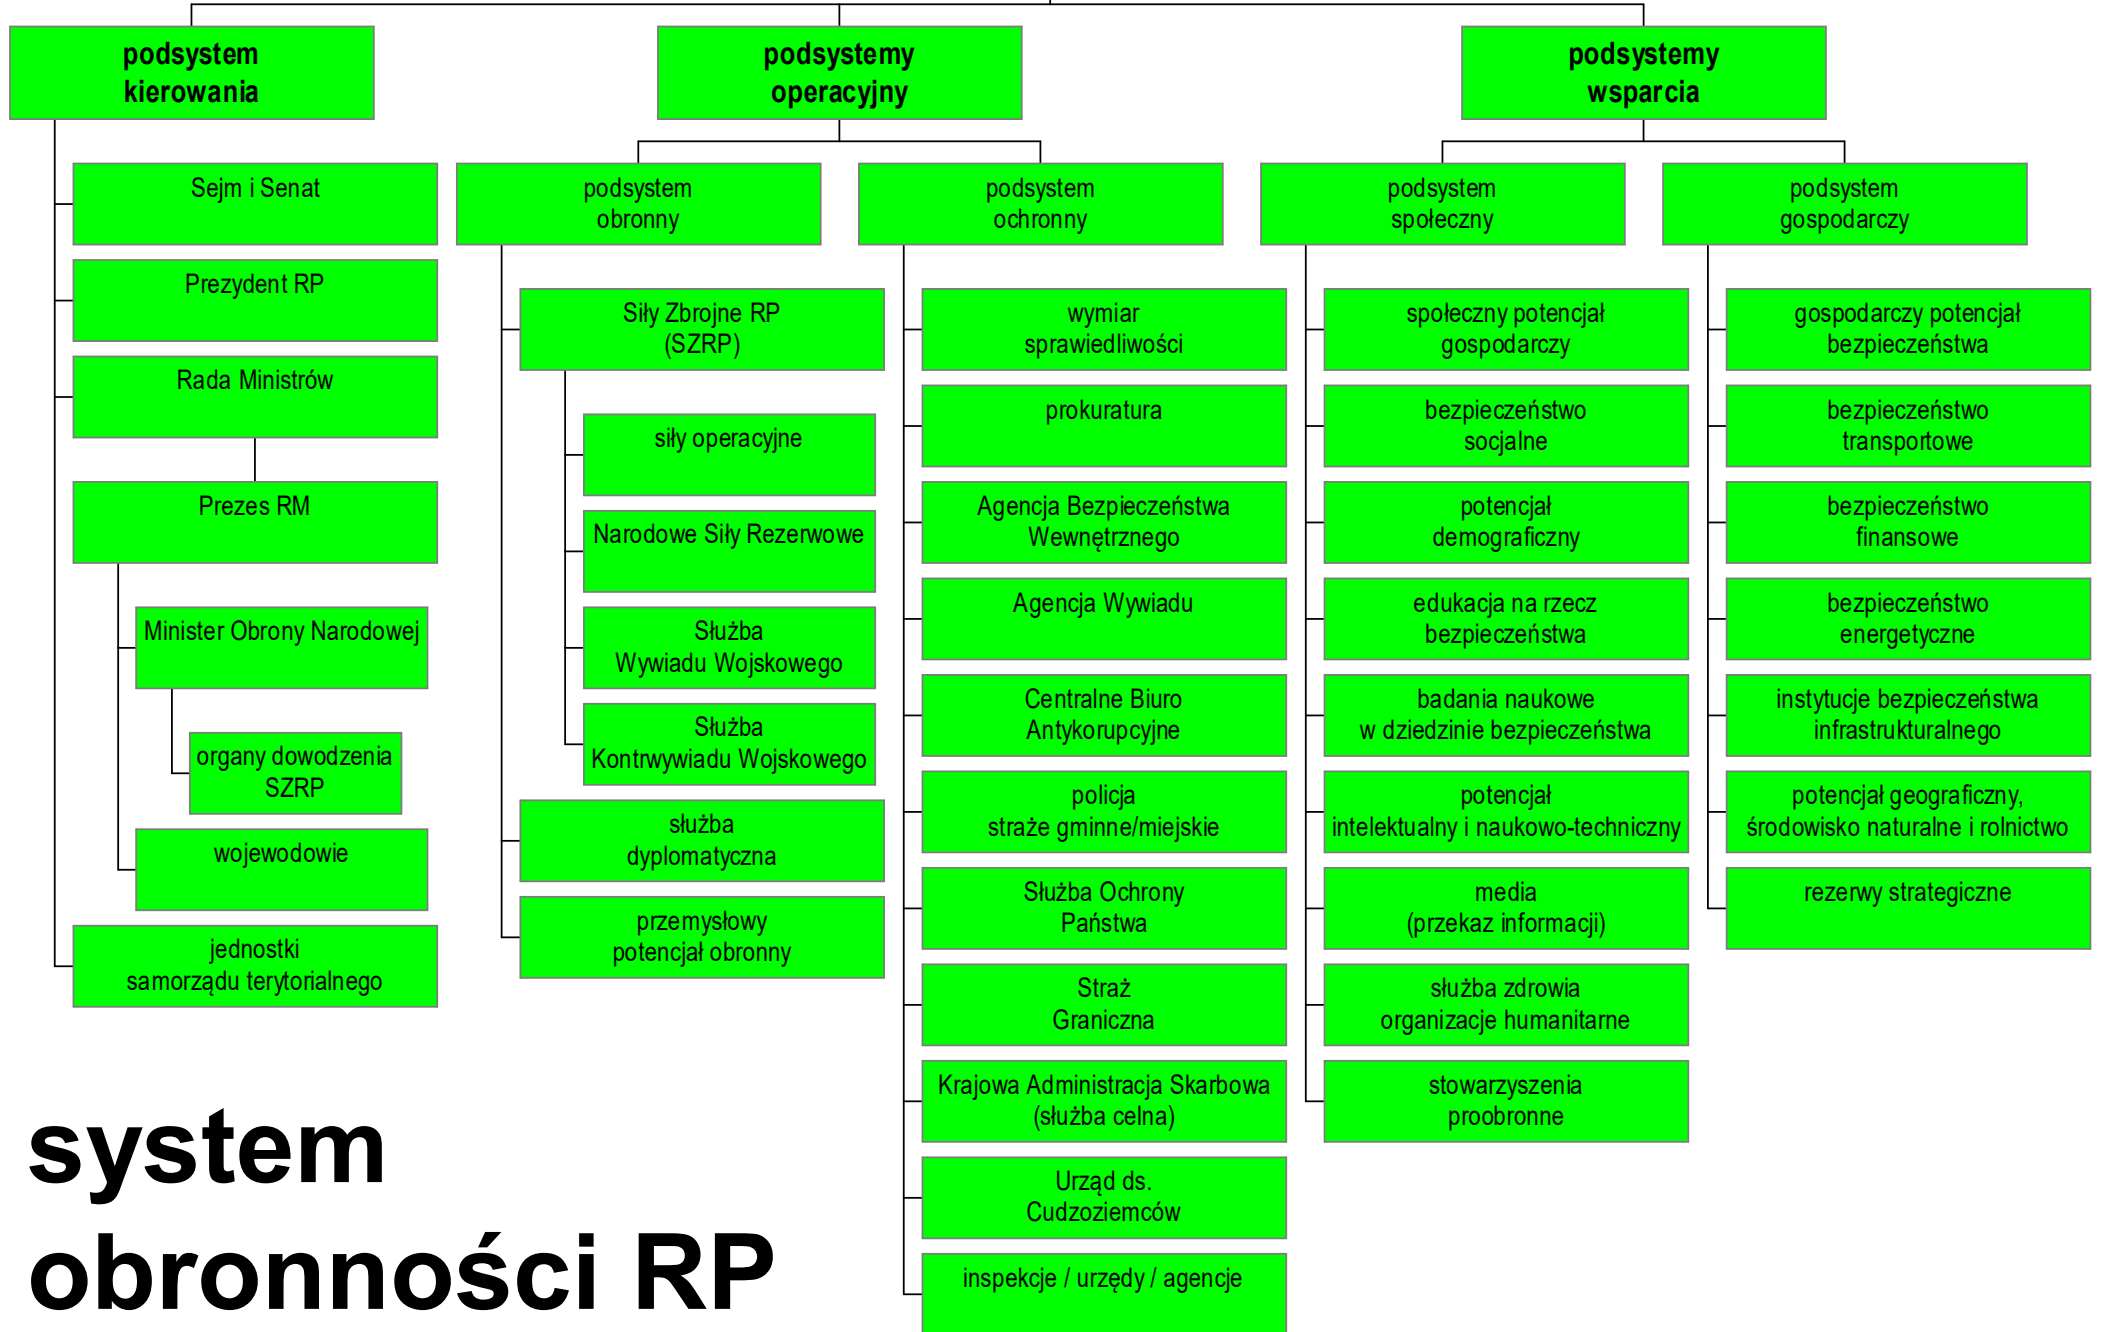 podsystem
kierowania
Sejm i Senat
Prezydent RP
Rada Ministrów
Prezes RM
Minister Obrony Narodowej
organy dowodzenia
SZRP
wojewodowie
jednostki
samorządu terytorialnego
podsystemy
operacyjny
podsystem
obronny
Siły Zbrojne RP
(SZRP)
siły operacyjne
Narodowe Siły Rezerwowe
Służba
Wywiadu Wojskowego
Służba
Kontrwywiadu Wojskowego
służba
dyplomatyczna
przemysłowy
potencjał obronny
podsystem
ochronny
wymiar
sprawiedliwości
prokuratura
Agencja Bezpieczeństwa
Wewnętrznego
Agencja Wywiadu
Centralne Biuro
Antykorupcyjne
policja
straże gminne/miejskie
Służba Ochrony
Państwa
Straż
Graniczna
Krajowa Administracja Skarbowa
(służba celna)
Urząd ds.
Cudzoziemców
inspekcje / urzędy / agencje
podsystemy
wsparcia
podsystem
społeczny
społeczny potencjał
gospodarczy
bezpieczeństwo
socjalne
potencjał
demograficzny
edukacja na rzecz
bezpieczeństwa
badania naukowe
w dziedzinie bezpieczeństwa
potencjał
intelektualny i naukowo-techniczny
media
(przekaz informacji)
służba zdrowia
organizacje humanitarne
stowarzyszenia
proobronne
podsystem
gospodarczy
gospodarczy potencjał
bezpieczeństwa
bezpieczeństwo
transportowe
bezpieczeństwo
finansowe
bezpieczeństwo
energetyczne
instytucje bezpieczeństwa
infrastrukturalnego
potencjał geograficzny,
środowisko naturalne i rolnictwo
rezerwy strategiczne
system
obronności RP